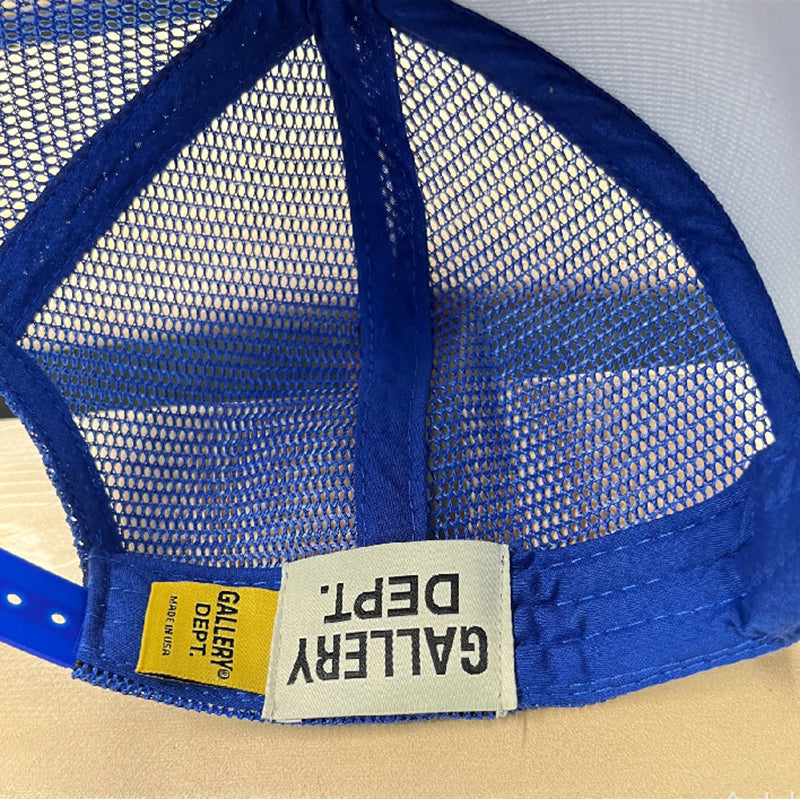 GALLERY
DEPT.
GALLERY®
DEPT.
MADE IN USA